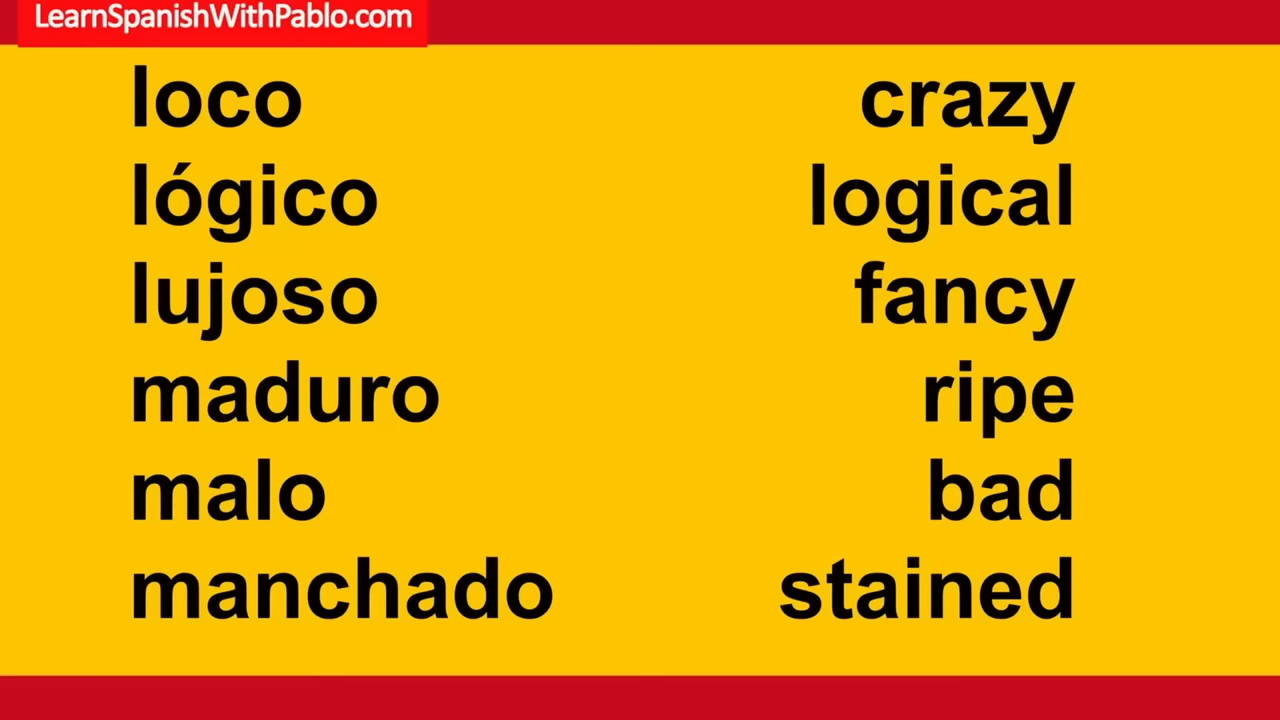 LearnSpanishWithPablo.com
loco crazy
lógico logical
lujoso fancy
maduro ripe
malo bad
manchado stained